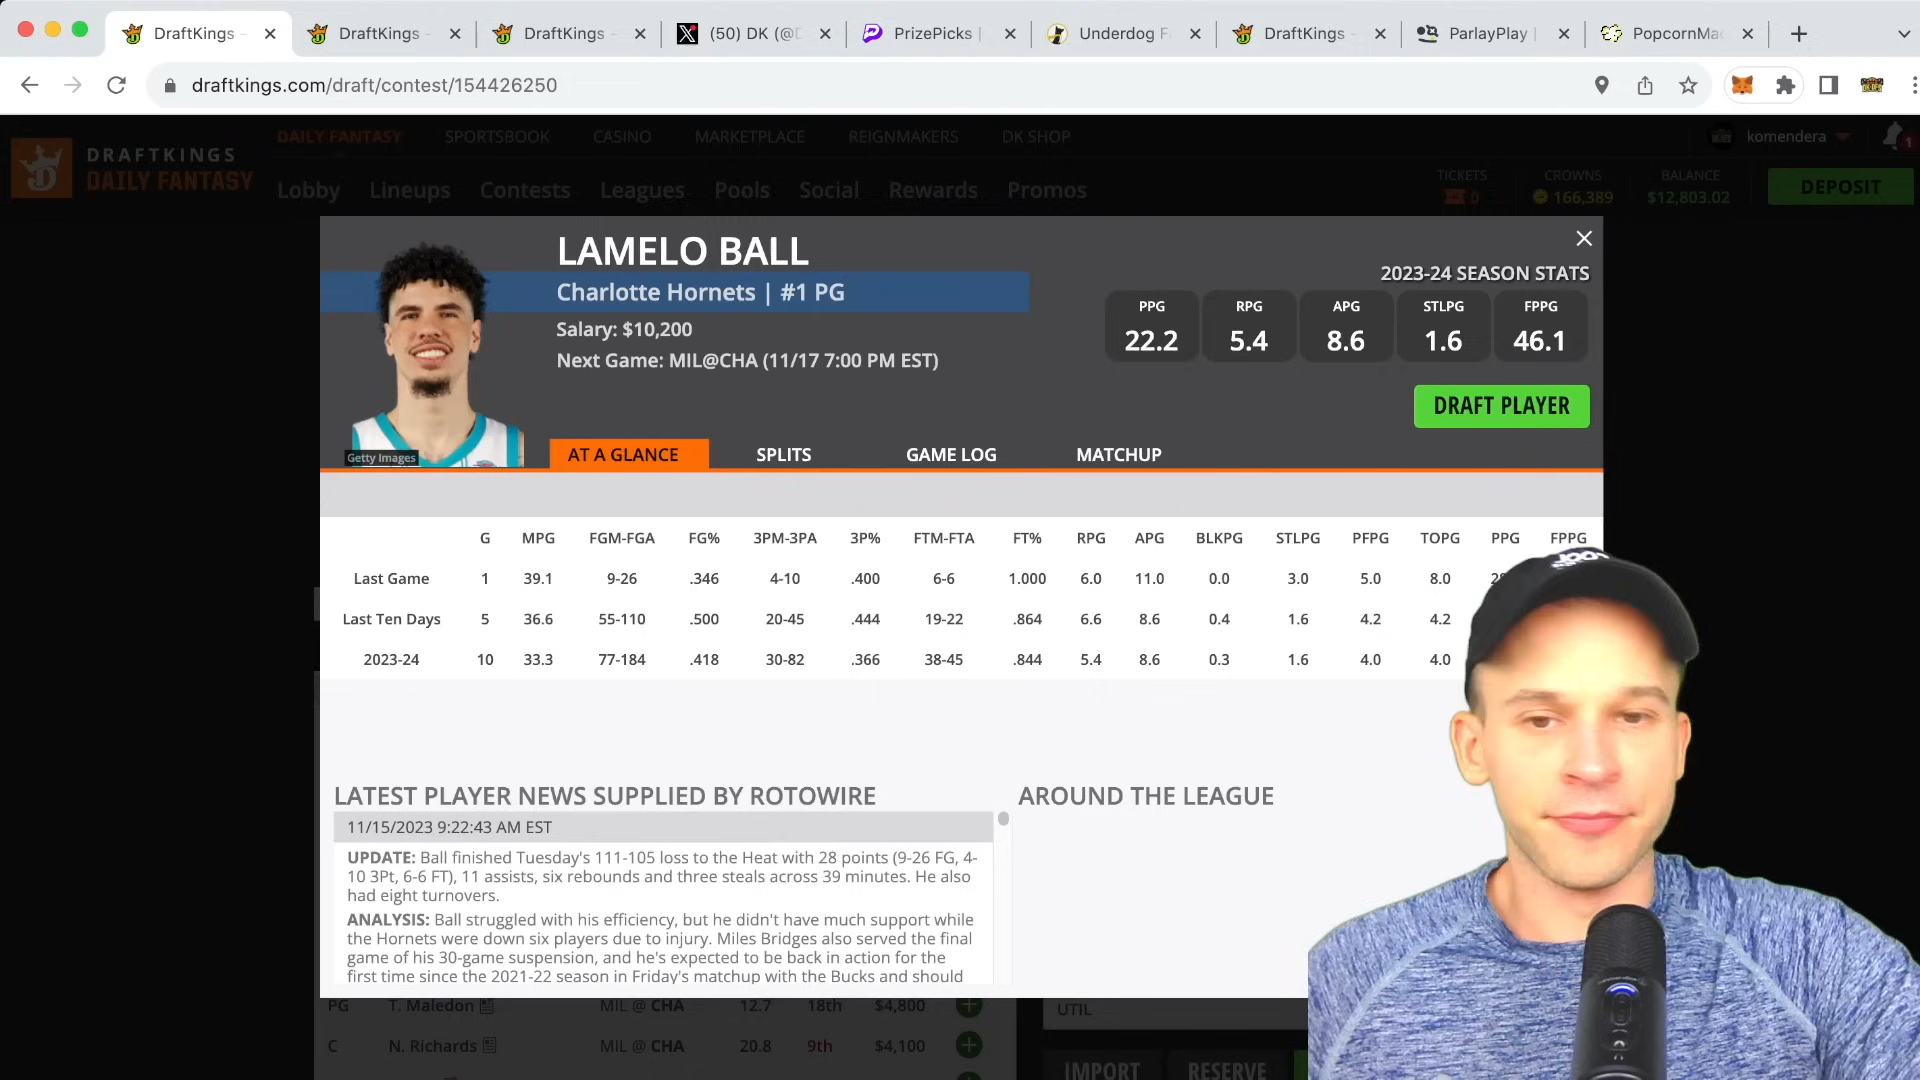 DraftKings -
DraftKings -
DraftKings -
(50) DK (@D
PrizePicks |
Underdog F
DraftKings -
ParlayPlay |
PopcornMa
draftkings.com/draft/contest/154426250
DRAFTKINGS
DAILY FANTASY
DAILY FANTASY
SPORTSBOOK
CASINO
MARKETPLACE
REIGNMAKERS
DK SHOP
komendera
1
Lobby
Lineups
Contests
Leagues
Pools
Social
Rewards
Promos
TICKETS
0
CROWNS
166,389
BALANCE
$12,803.02
DEPOSIT
LAMELO BALL
Charlotte Hornets | #1 PG
Salary: $10,200
Next Game: MIL@CHA (11/17 7:00 PM EST)
Getty Images
2023-24 SEASON STATS
PPG RPG APG STLPG FPPG
22.2 5.4 8.6 1.6 46.1
DRAFT PLAYER
AT A GLANCE SPLITS GAME LOG MATCHUP
G MPG FGM-FGA FG% 3PM-3PA 3P% FTM-FTA FT% RPG APG BLKPG STLPG PFPG TOPG PPG FPPG
Last Game 1 39.1 9-26 .346 4-10 .400 6-6 1.000 6.0 11.0 0.0 3.0 5.0 8.0
Last Ten Days 5 36.6 55-110 .500 20-45 .444 19-22 .864 6.6 8.6 0.4 1.6 4.2 4.2
2023-24 10 33.3 77-184 .418 30-82 .366 38-45 .844 5.4 8.6 0.3 1.6 4.0 4.0
LATEST PLAYER NEWS SUPPLIED BY ROTOWIRE
11/15/2023 9:22:43 AM EST
UPDATE: Ball finished Tuesday's 111-105 loss to the Heat with 28 points (9-26 FG, 4-
10 3Pt, 6-6 FT), 11 assists, six rebounds and three steals across 39 minutes. He also
had eight turnovers.
ANALYSIS: Ball struggled with his efficiency, but he didn't have much support while
the Hornets were down six players due to injury. Miles Bridges also served the final
game of his 30-game suspension, and he's expected to be back in action for the
first time since the 2021-22 season in Friday's matchup with the Bucks and should
AROUND THE LEAGUE
PG T. Maledon MIL @ CHA 12.7 18th $4,800
C N. Richards MIL @ CHA 20.8 9th $4,100
UTIL
IMPORT
RESERVE